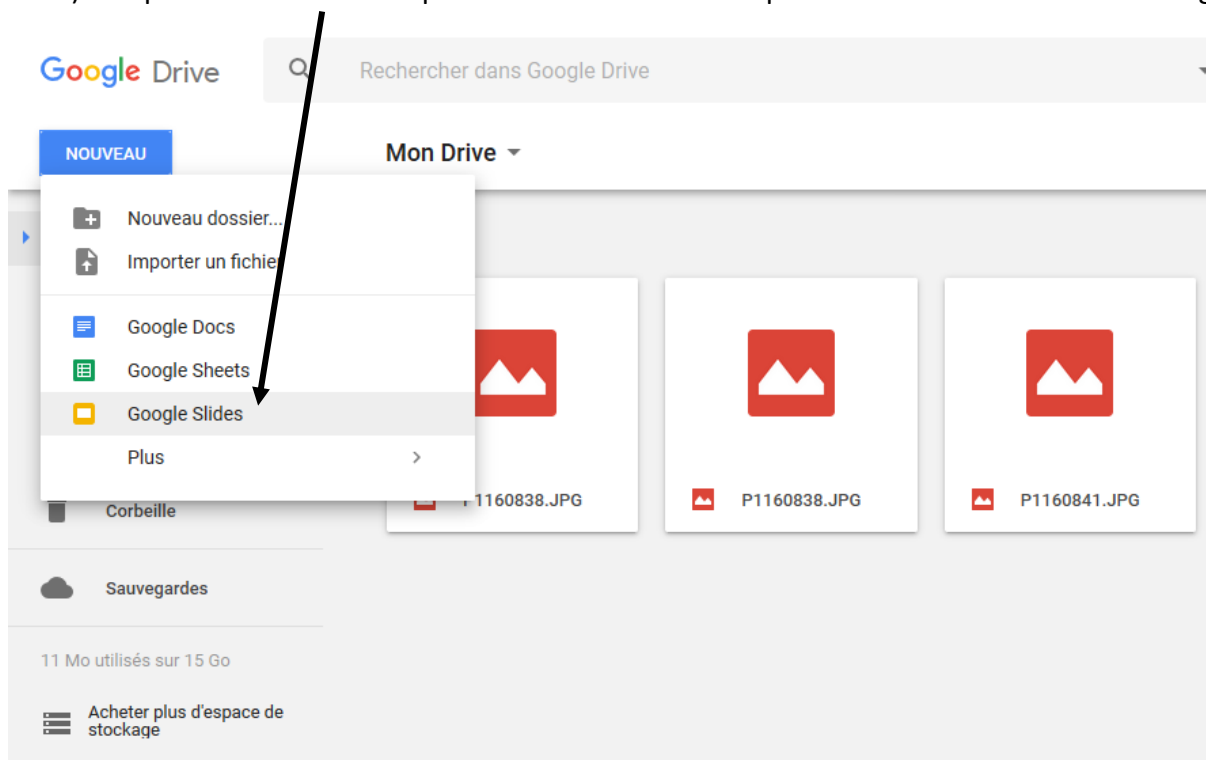 Google Drive
Rechercher dans Google Drive
NOUVEAU
Mon Drive
Nouveau dossier...
Importer un fichier
Google Docs
Google Sheets
Google Slides
Plus
Corbeille
P1160838.JPG
P1160838.JPG
P1160841.JPG
Sauvegardes
11 Mo utilisés sur 15 Go
Acheter plus d'espace de
stockage